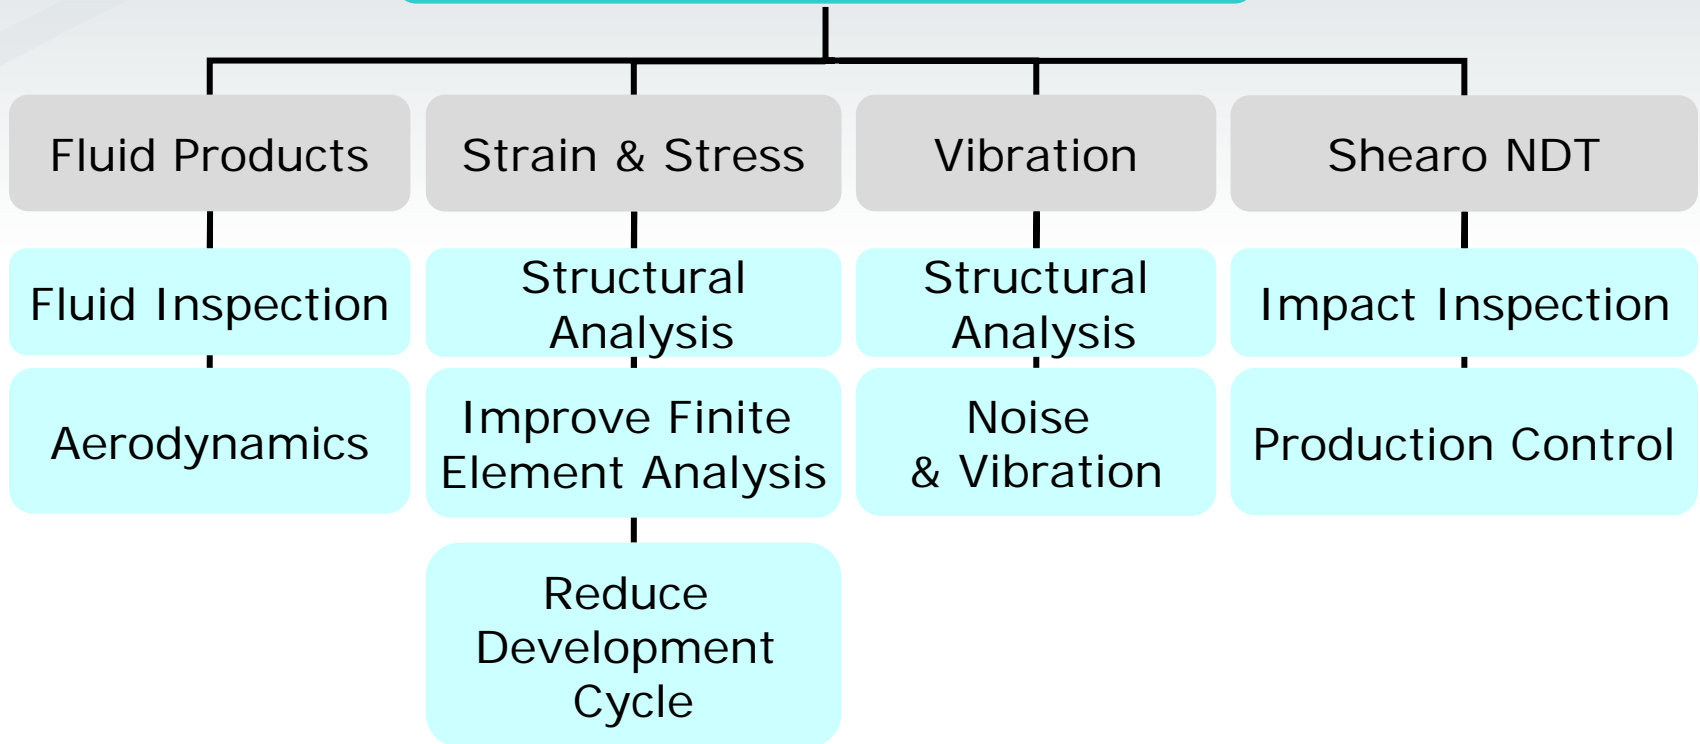 Fluid Products
Strain & Stress
Vibration
Shearo NDT
Fluid Inspection
Structural
Analysis
Structural
Analysis
Impact Inspection
Aerodynamics
Improve Finite
Element Analysis
Noise
& Vibration
Production Control
Reduce
Development
Cycle